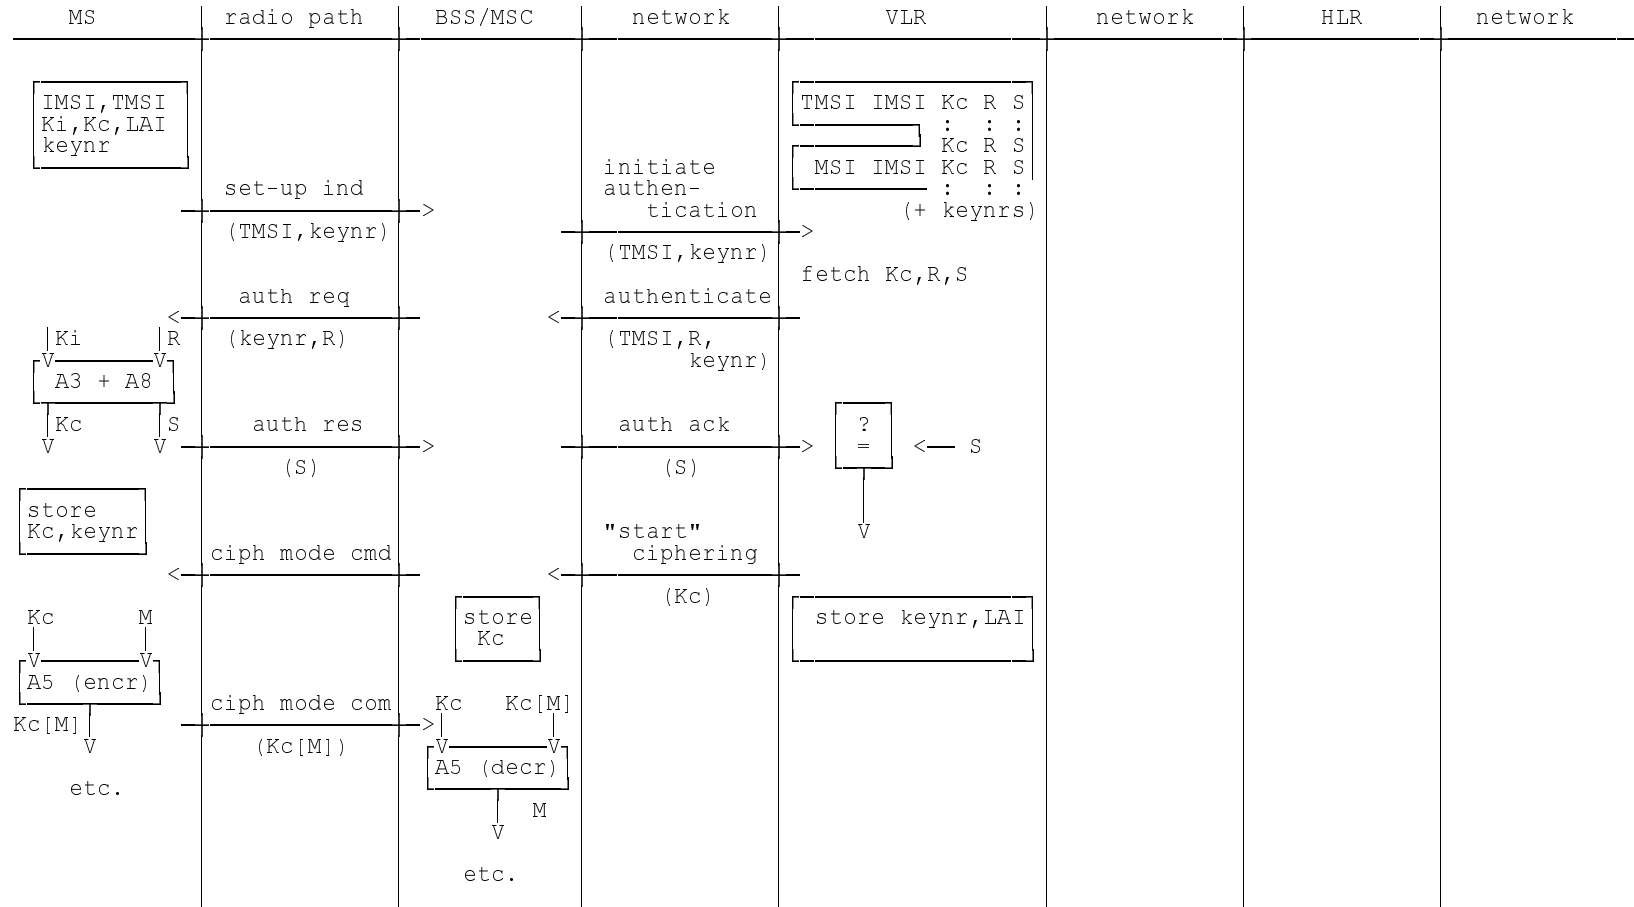 MS radio path BSS/MSC network VLR network HLR network
IMSI,TMSI TMSI IMSI Kc R S
Ki,Kc,LAI : : :
keynr Kc R S
initiate MSI IMSI Kc R S
set-up ind authen- : : :
> tication (+ keynrs)
(TMSI,keynr) >
(TMSI,keynr)
fetch Kc,R,S
auth req authenticate
< <
Ki R (keynr,R) (TMSI,R,
V V keynr)
A3 + A8
Kc S auth res auth ack ?
V V > > = < S
(S) (S)
store
Kc,keynr "start" V
ciph mode cmd ciphering
< <
(Kc)
Kc M store store keynr,LAI
Kc
V V
A5 (encr)
ciph mode com Kc Kc[M]
Kc[M] >
V (Kc[M]) V V
A5 (decr)
etc.
M
V
etc.